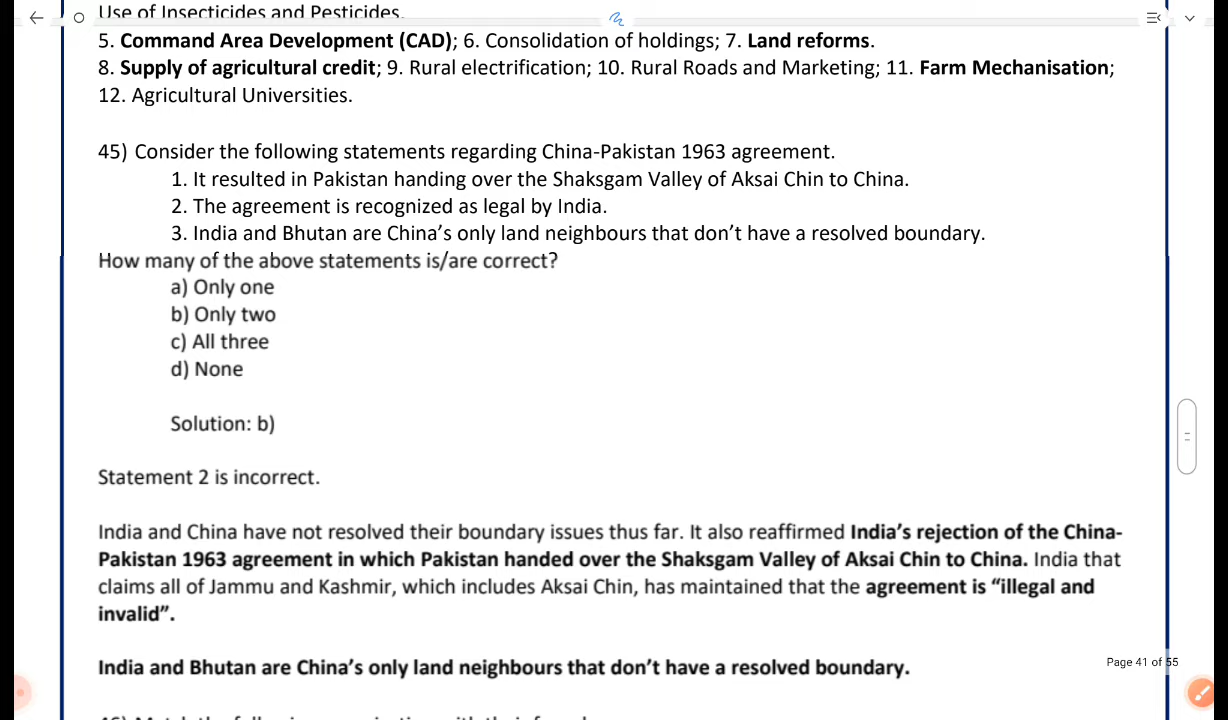 Use of Insecticides and Pesticides.
5. Command Area Development (CAD); 6. Consolidation of holdings; 7. Land reforms.
8. Supply of agricultural credit; 9. Rural electrification; 10. Rural Roads and Marketing; 11. Farm Mechanisation;
12. Agricultural Universities.
45) Consider the following statements regarding China-Pakistan 1963 agreement.
1. It resulted in Pakistan handing over the Shaksgam Valley of Aksai Chin to China.
2. The agreement is recognized as legal by India.
3. India and Bhutan are China’s only land neighbours that don’t have a resolved boundary.
How many of the above statements is/are correct?
a) Only one
b) Only two
c) All three
d) None
Solution: b)
Statement 2 is incorrect.
India and China have not resolved their boundary issues thus far. It also reaffirmed India’s rejection of the China-
Pakistan 1963 agreement in which Pakistan handed over the Shaksgam Valley of Aksai Chin to China. India that
claims all of Jammu and Kashmir, which includes Aksai Chin, has maintained that the agreement is “illegal and
invalid”.
India and Bhutan are China’s only land neighbours that don’t have a resolved boundary.
Page 41 of 55